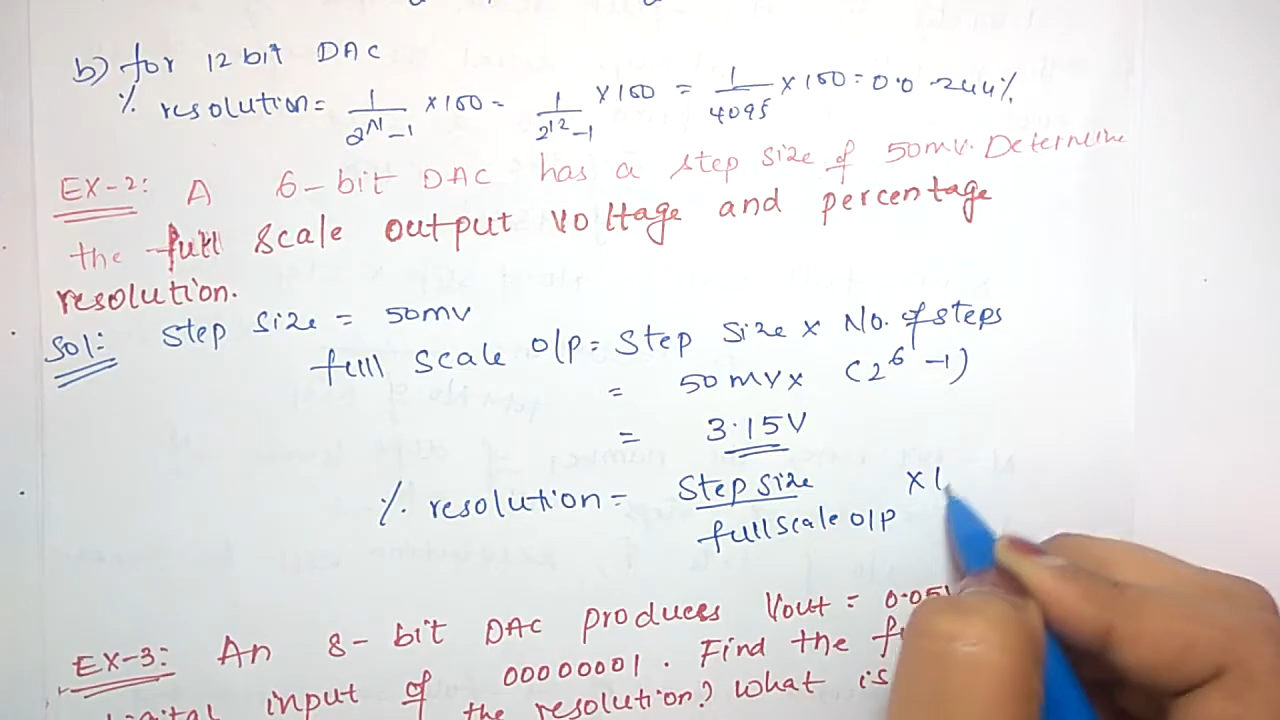 b) for 12 bit DAC
% resolution = 1/2^N-1 × 100 = 1/2^12-1 × 100 = 1/4095 × 100 = 0.0244%
EX-2: A 6-bit DAC has a step size of 50mv. Determine
the full scale output voltage and percentage
resolution.
Sol: Step size = 50mv
full scale o/p = Step size × No. of steps
= 50mv × (2^6 -1)
= 3.15V
% resolution = Step size / full scale o/p × 1
EX-3: An 8-bit DAC produces Vout = 0.05V
input of 00000001. Find the
the resolution? what is